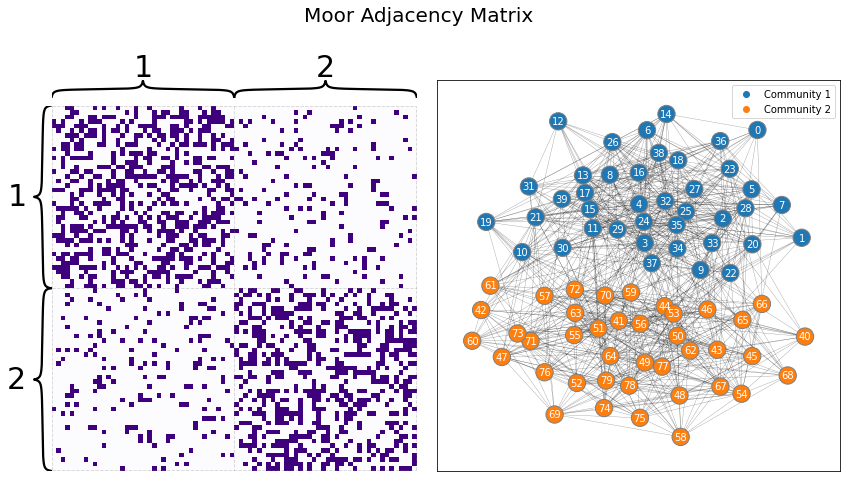 Moor Adjacency Matrix
1 2
1
2
Community 1
Community 2
14
12 6 0
26 36
38
18
16 23
13 8
31 17 27 5
39 32
4 7
15 25 28
21 2
19 24
11 29 35
1
3 33 20
10 30 34
37
9 22
61
72 59
57 70
66
42 63 44 46
53
41 65
56
51
60 73 55 50 40
71
62 43
47 64 45
49
77
76 68
52 79
78 67
48 54
74
69 75
58